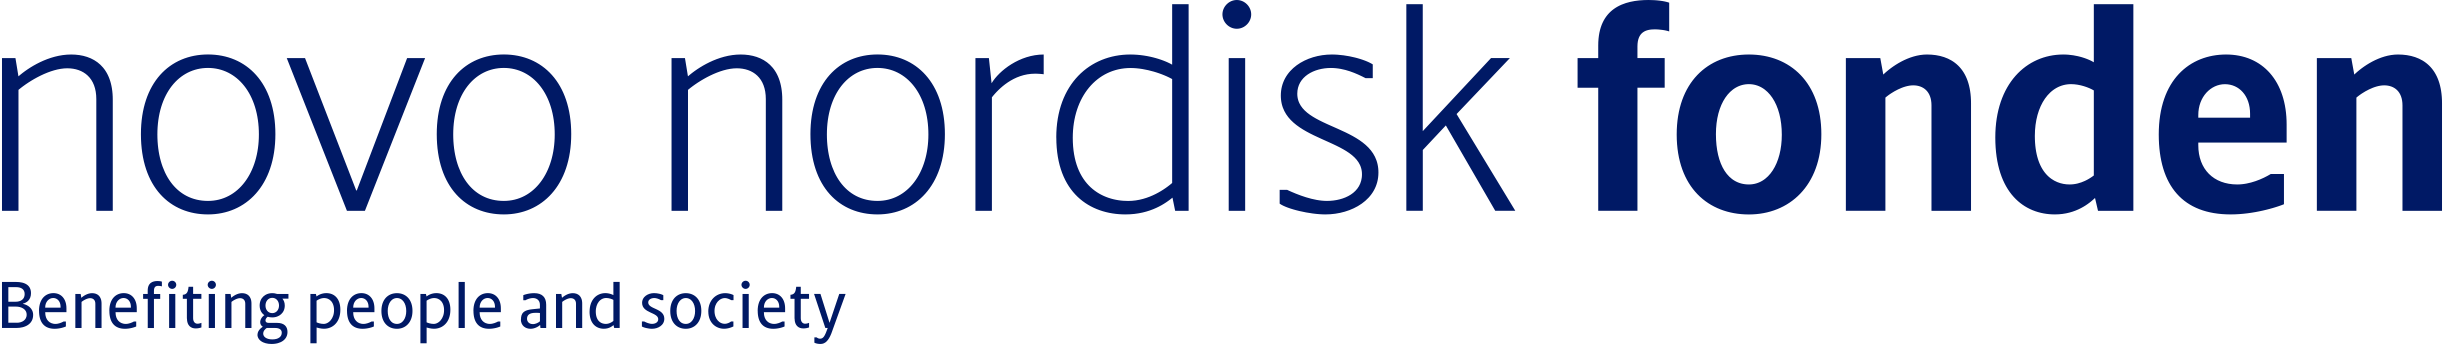 novo nordisk fonden
Benefiting people and society